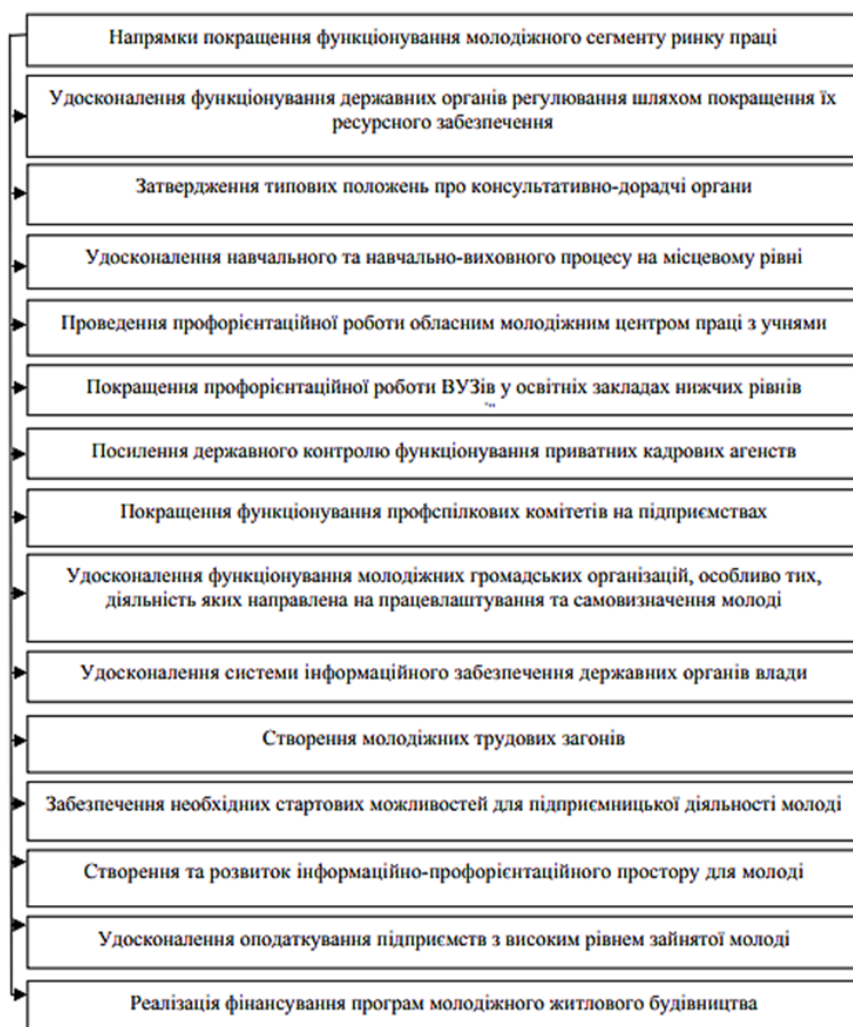 Напрямки покращення функціонування молодіжного сегменту ринку праці
Удосконалення функціонування державних органів регулювання шляхом покращення їх
ресурсного забезпечення
Затвердження типових положень про консультативно-дорадчі органи
Удосконалення навчального та навчально-виховного процесу на місцевому рівні
Проведення профорієнтаційної роботи обласним молодіжним центром праці з учнями
Покращення профорієнтаційної роботи ВУЗів у освітніх закладах нижчих рівнів
Посилення державного контролю функціонування приватних кадрових агенств
Покращення функціонування профспілкових комітетів на підприємствах
Удосконалення функціонування молодіжних громадських організацій, особливо тих,
діяльність яких направлена на працевлаштування та самовизначення молоді
Удосконалення системи інформаційного забезпечення державних органів влади
Створення молодіжних трудових загонів
Забезпечення необхідних стартових можливостей для підприємницької діяльності молоді
Створення та розвиток інформаційно-профорієнтаційного простору для молоді
Удосконалення оподаткування підприємств з високим рівнем зайнятої молоді
Реалізація фінансування програм молодіжного житлового будівництва